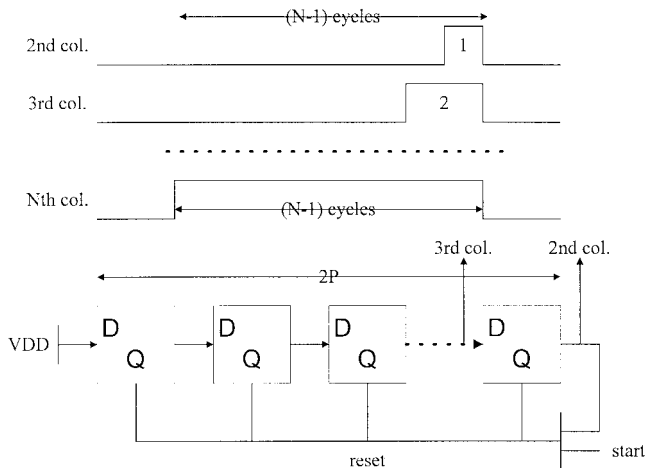 (N-1) cycles
2nd col.
1
3rd col.
2
Nth col.
(N-1) cycles
3rd col.
2nd col.
2P
VDD
D
Q
D
Q
D
Q
D
Q
reset
start